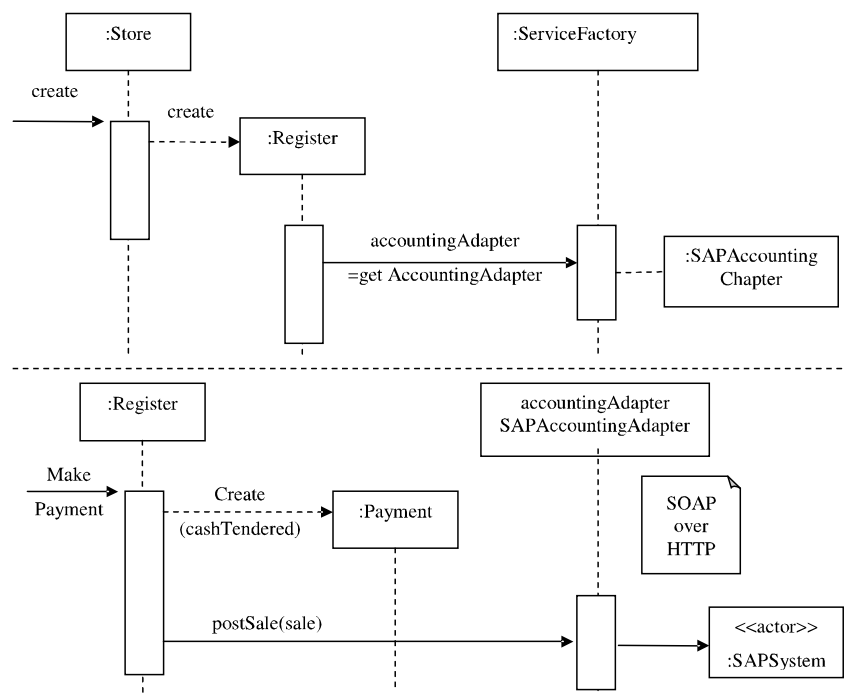 :Store
:ServiceFactory
create
create
:Register
accountingAdapter
=get AccountingAdapter
:SAPAccounting
Chapter
:Register
accountingAdapter
SAPAccountingAdapter
Make
Payment
Create
(cashTendered)
:Payment
SOAP
over
HTTP
postSale(sale)
<<actor>>
:SAPSystem